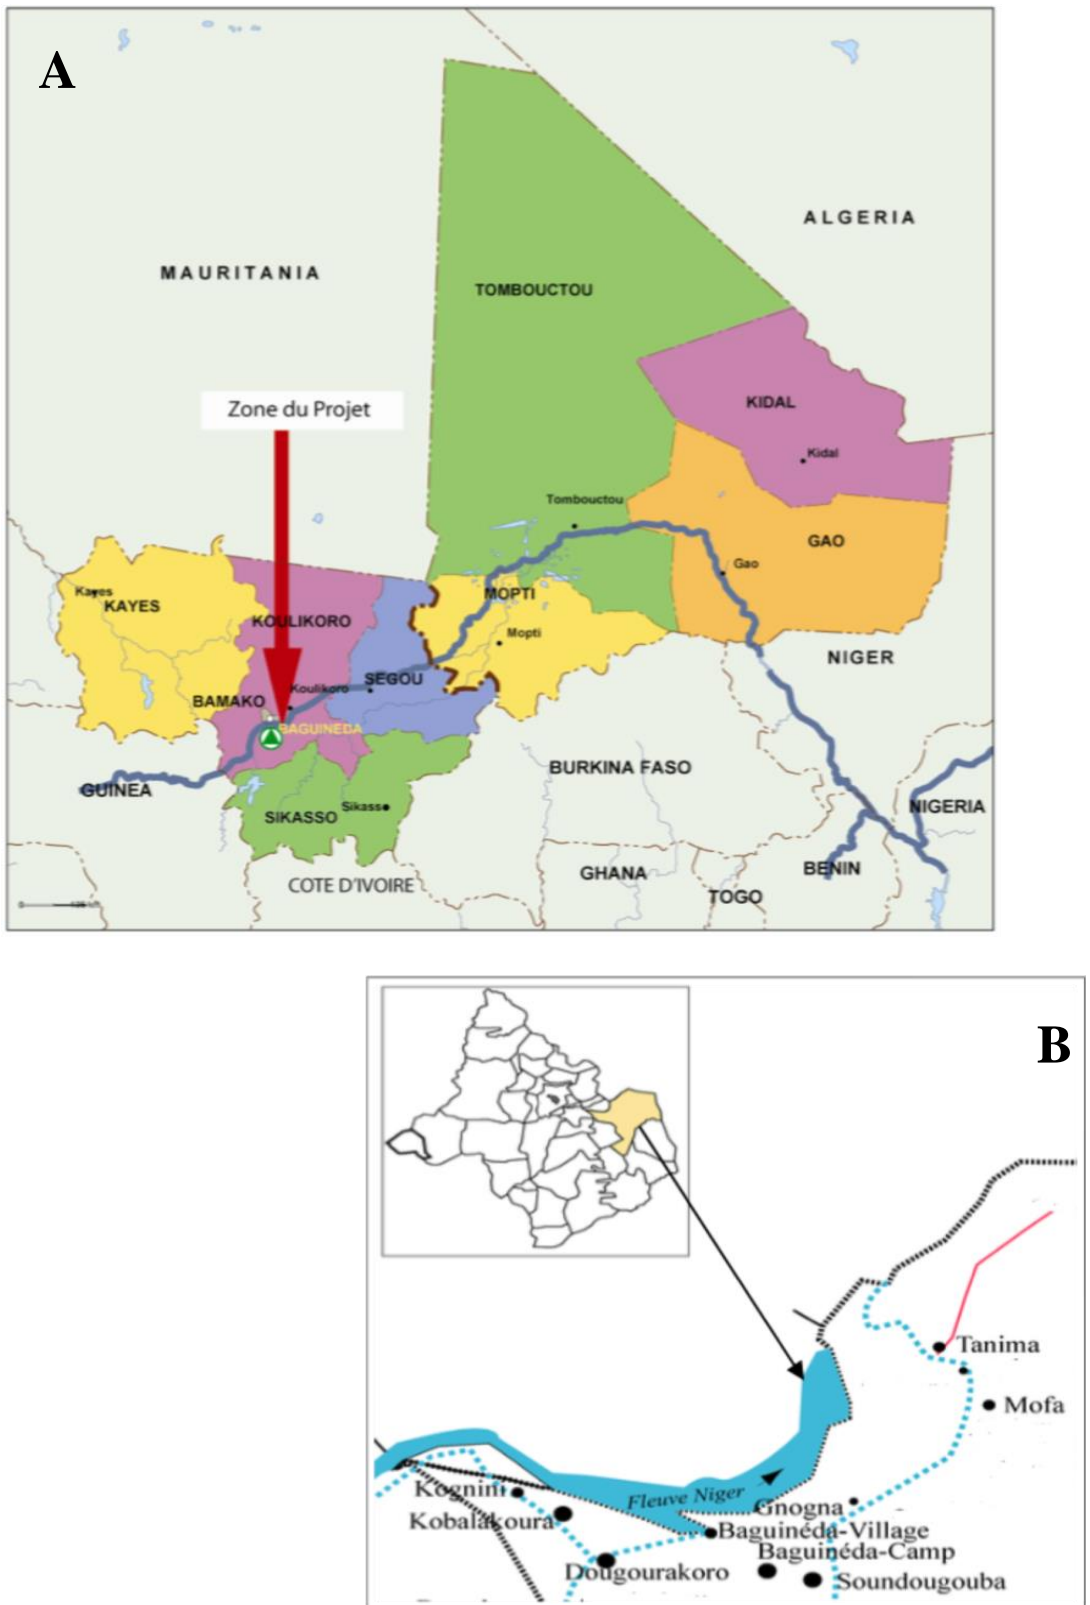 A
ALGERIA
MAURITANIA
TOMBOUCTOU
KIDAL
Zone du Projet
Kidal
Tombouctou
GAO
Gao
Kayes
KAYES
MOPTI
KOULIKORO
Mopti
NIGER
SEGOU
Koulikoro
BAMAKO
BAGUINEDA
BURKINA FASO
GUINEA
NIGERIA
Sikasso
SIKASSO
BENIN
GHANA
COTE D'IVOIRE
TOGO
B
Tanima
Mofa
Kognini
Fleuve Niger
Gnogna
Kobalakoura
Baguinéda-Village
Baguinéda-Camp
Dougourakoro
Soundougouba